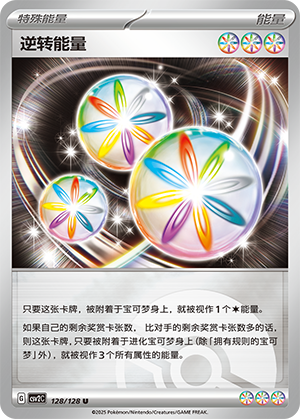 特殊能量 能量
逆转能量
只要这张卡牌，被附着于宝可梦身上，就被视作1个能量。
如果自己的剩余奖赏卡张数， 比对手的剩余奖赏卡张数多的话，
则这张卡牌，只要被附着于进化宝可梦身上(除「拥有规则的宝可
梦」外)，就被视作3个所有属性的能量。
G CSV2C 128/128 U
©2025 Pokémon/Nintendo/Creatures/GAME FREAK.